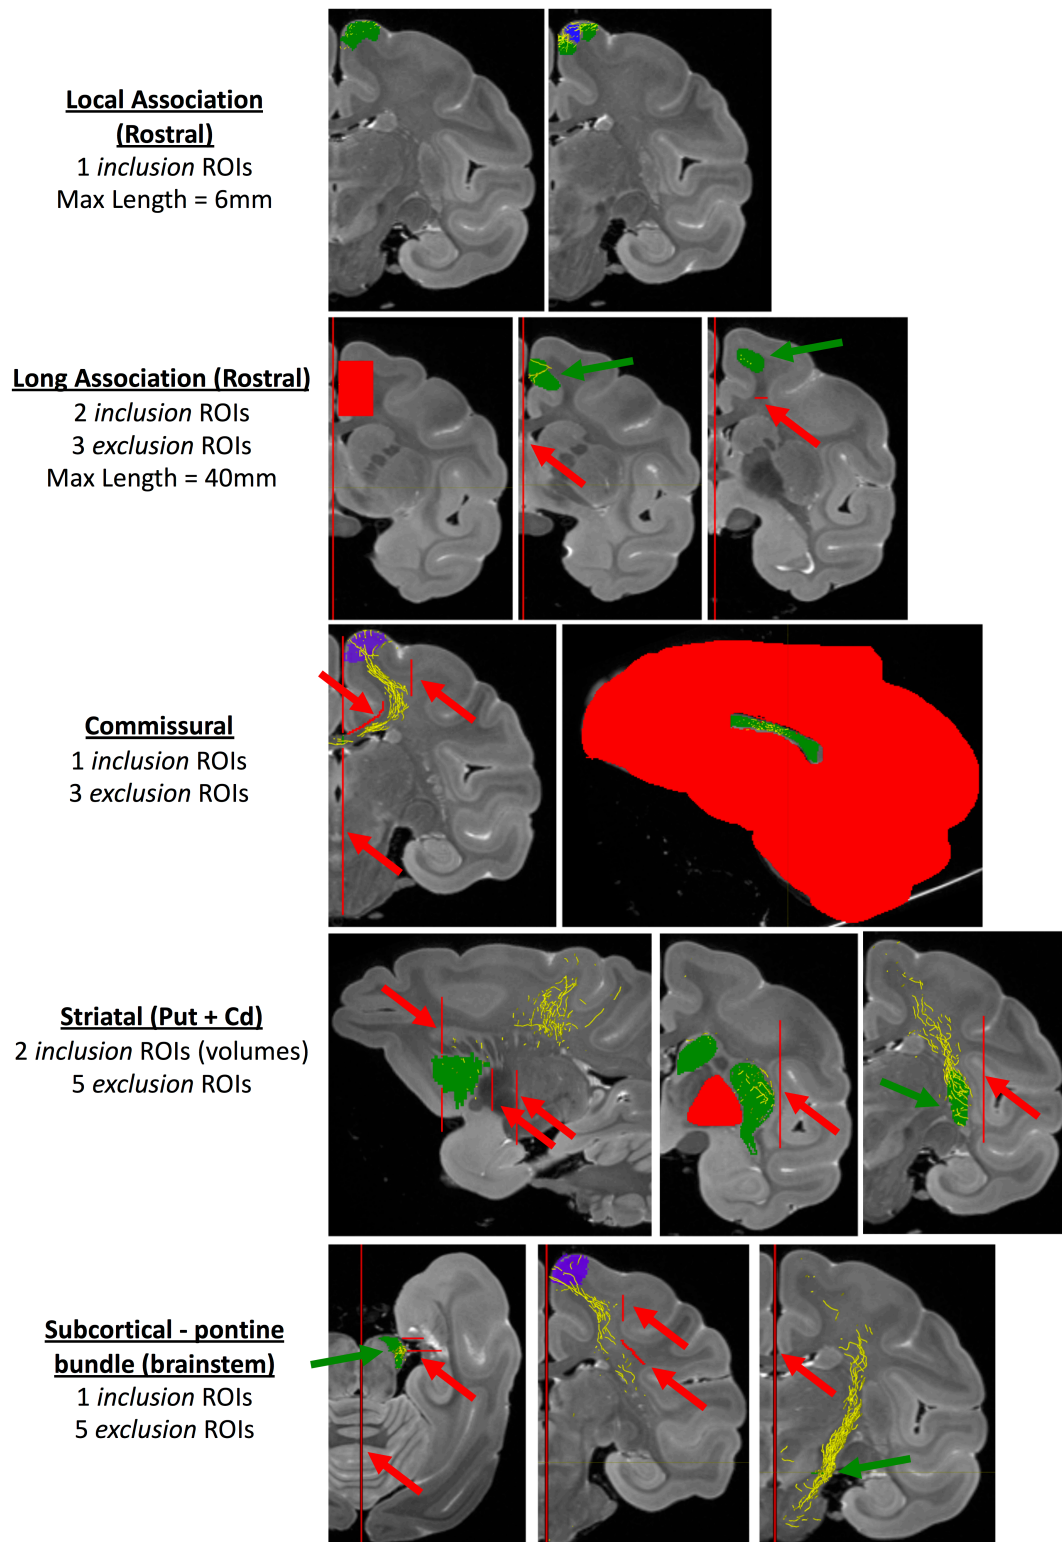 Local Association
(Rostral)
1 inclusion ROIs
Max Length = 6mm
Long Association (Rostral)
2 inclusion ROIs
3 exclusion ROIs
Max Length = 40mm
Commissural
1 inclusion ROIs
3 exclusion ROIs
Striatal (Put + Cd)
2 inclusion ROIs (volumes)
5 exclusion ROIs
Subcortical - pontine
bundle (brainstem)
1 inclusion ROIs
5 exclusion ROIs